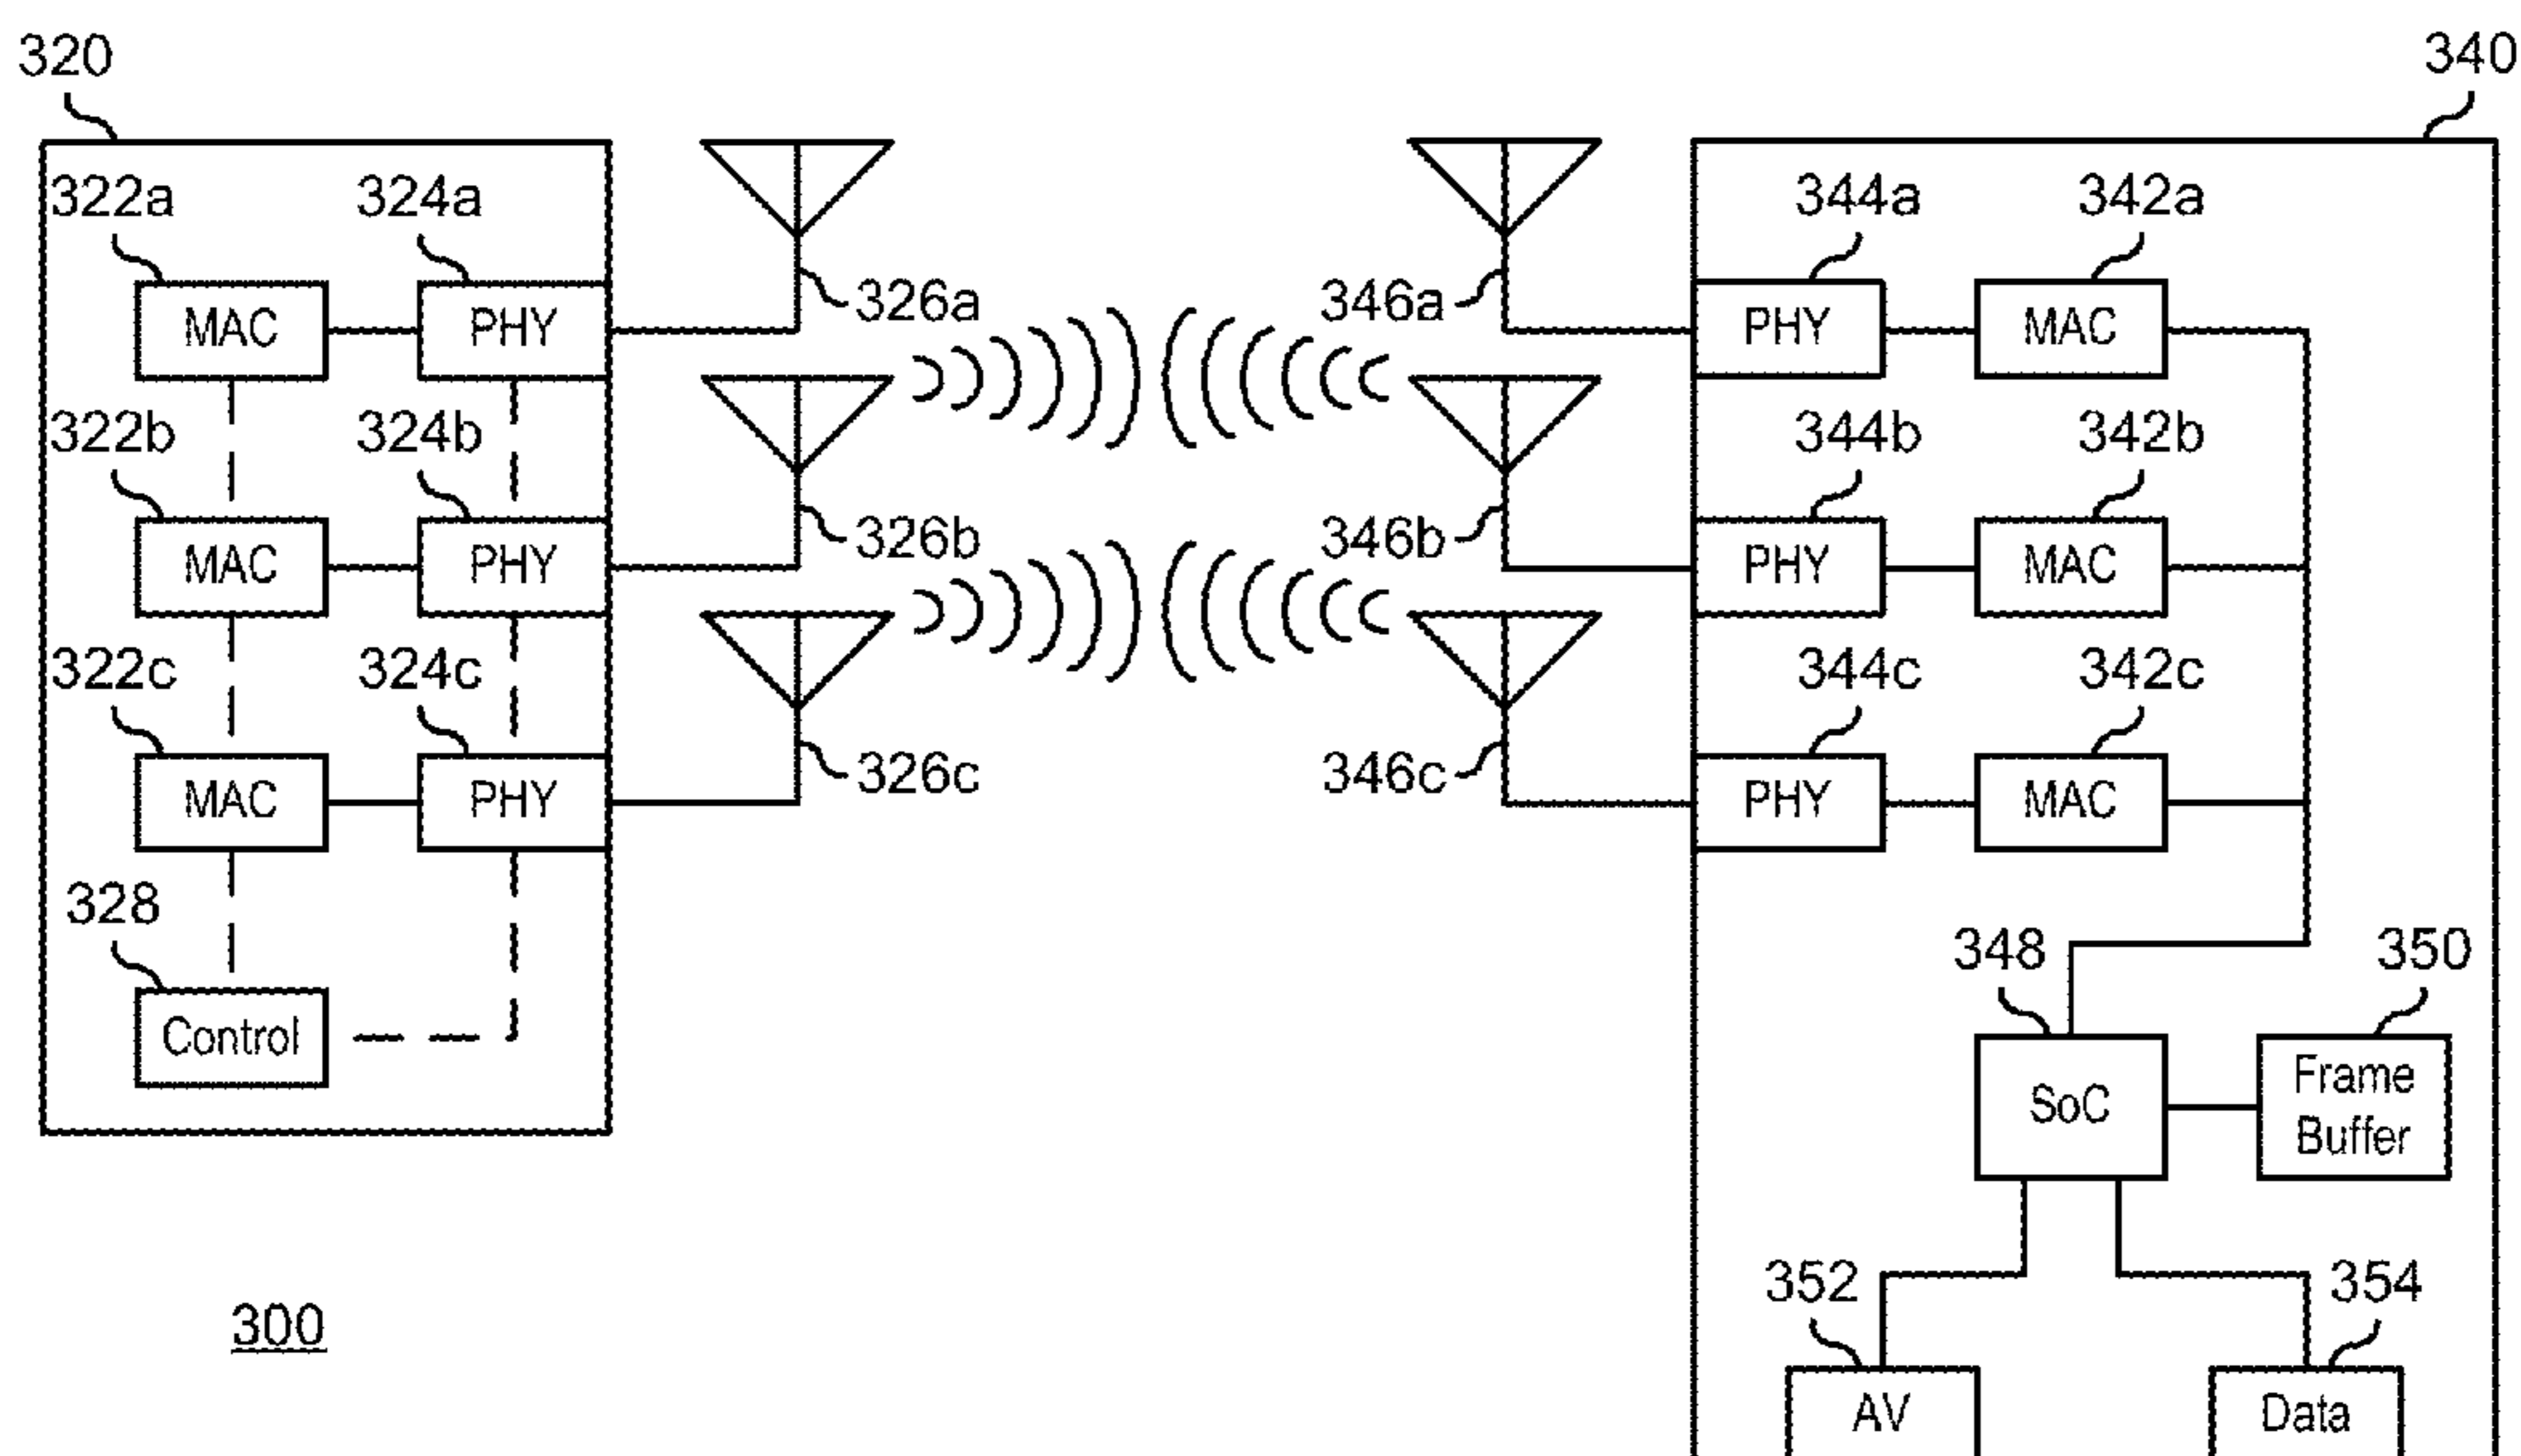 320 340
322a 324a 344a 342a
MAC PHY 326a 346a PHY MAC
322b 324b 344b 342b
MAC PHY 326b 346b PHY MAC
322c 324c 344c 342c
MAC PHY 326c 346c PHY MAC
328 348 350
Control SoC Frame
Buffer
352 354
300
AV Data